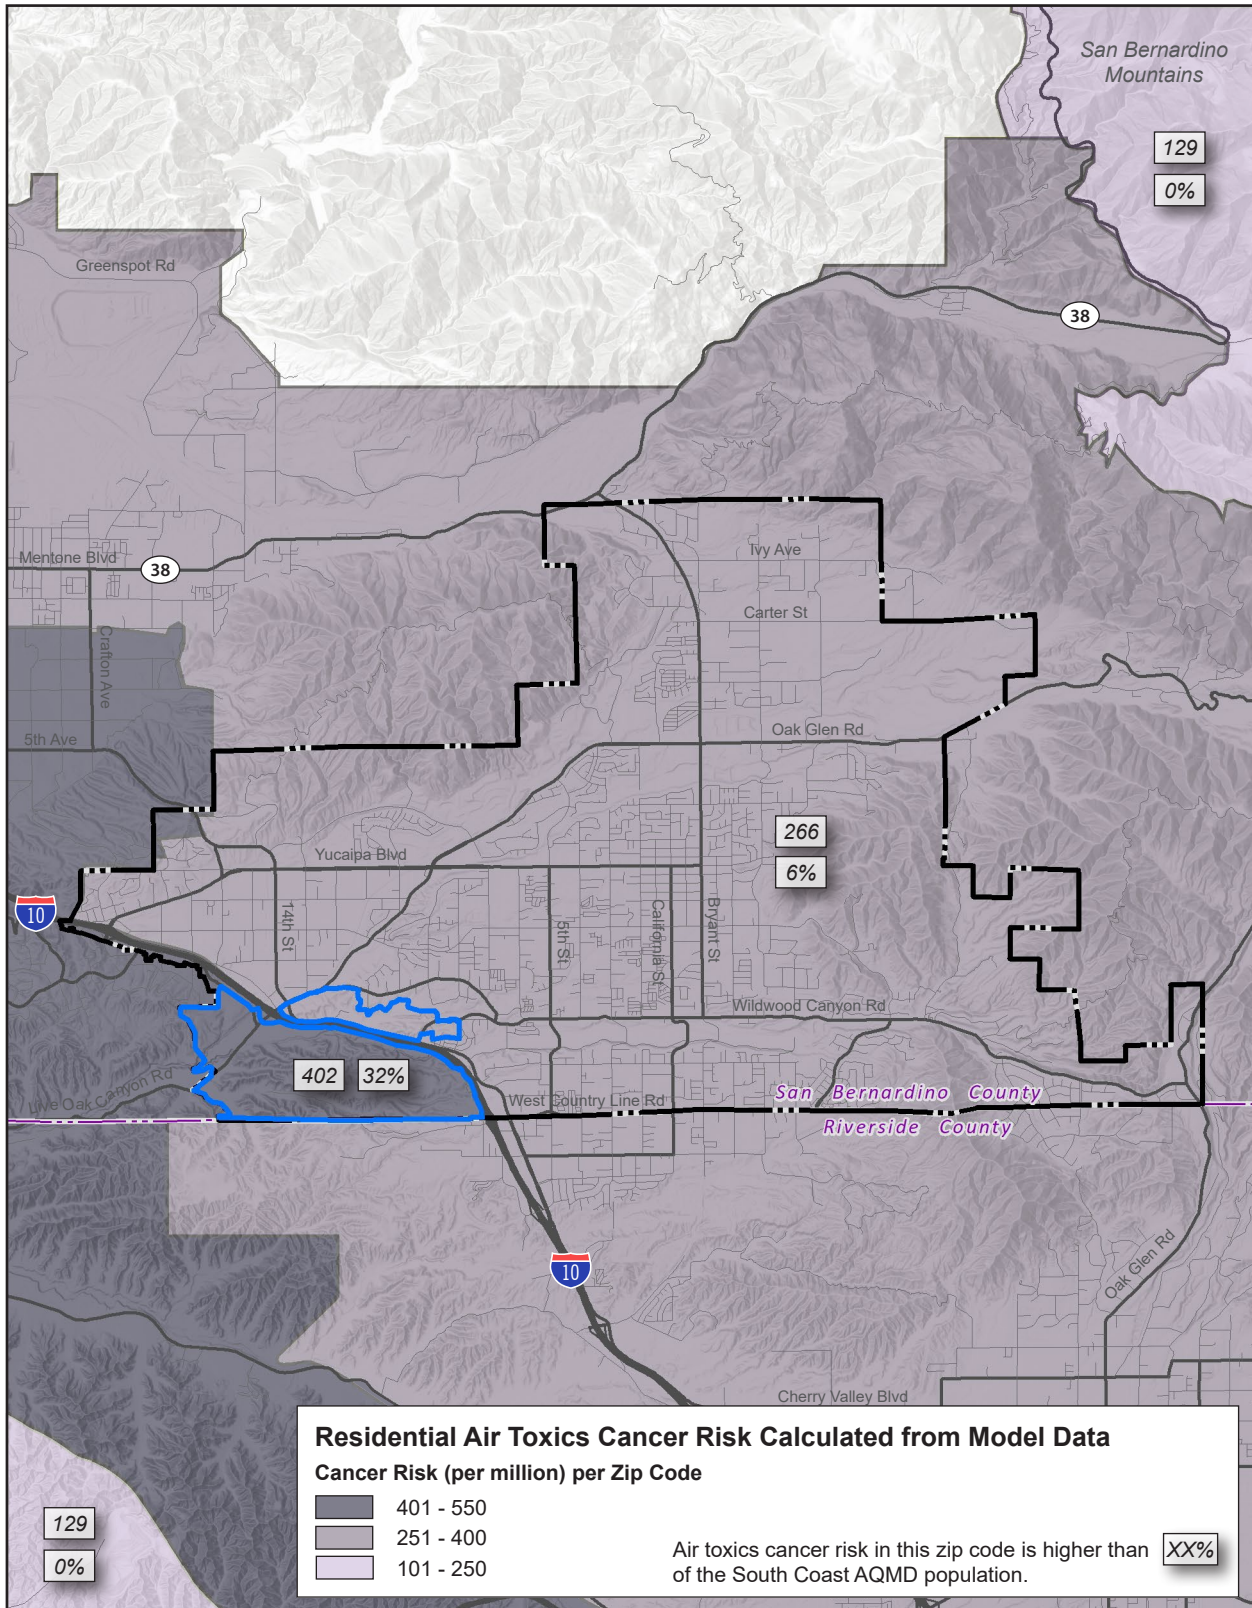 San Bernardino
Mountains
129
0%
Greenspot Rd
38
Mentone Blvd
38
Ivy Ave
Carter St
Crafton Ave
5th Ave
Oak Glen Rd
266
6%
Yucaipa Blvd
10
14th St
5th St
California St
Bryant St
Wildwood Canyon Rd
402 32%
Live Oak Canyon Rd
West Country Line Rd
San Bernardino County
Riverside County
10
Oak Glen Rd
Cherry Valley Blvd
Residential Air Toxics Cancer Risk Calculated from Model Data
Cancer Risk (per million) per Zip Code
401 - 550
251 - 400
101 - 250
Air toxics cancer risk in this zip code is higher than XX%
of the South Coast AQMD population.
129
0%